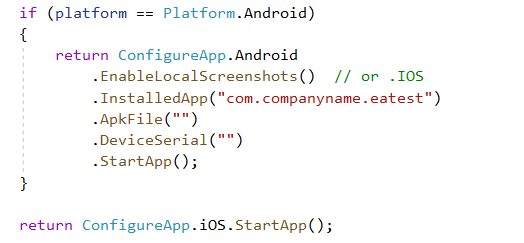 if (platform == Platform.Android)
{
    return ConfigureApp.Android
        .EnableLocalScreenshots()  // or .IOS
        .InstalledApp("com.companyname.eatest")
        .ApkFile("")
        .DeviceSerial("")
        .StartApp();
}

return ConfigureApp.iOS.StartApp();